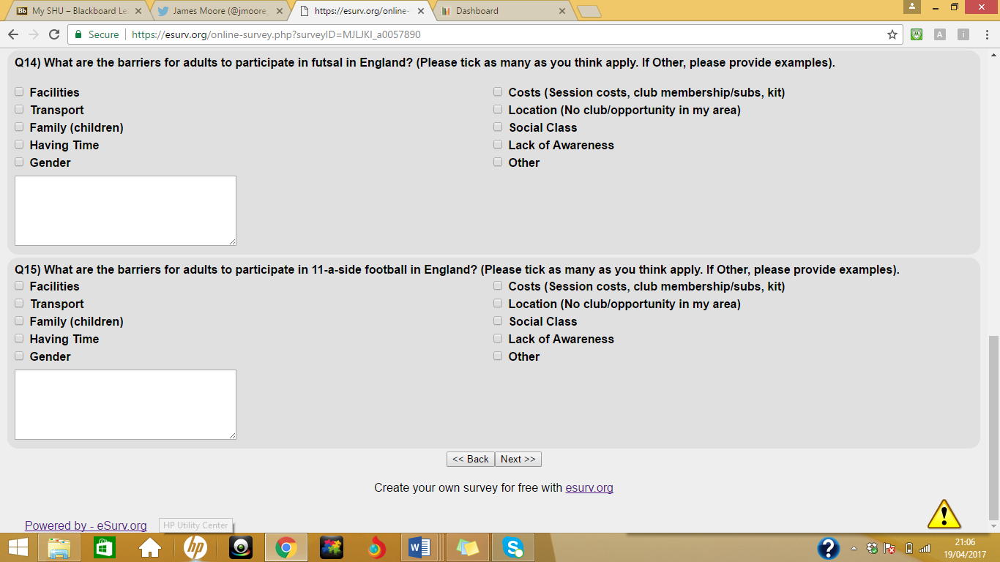 Bb My SHU – Blackboard Le
James Moore (@jmoore_
https://esurv.org/online-
Dashboard
Secure https://esurv.org/online-survey.php?surveyID=MJLJKI_a0057890
Q14) What are the barriers for adults to participate in futsal in England? (Please tick as many as you think apply. If Other, please provide examples).
Facilities Costs (Session costs, club membership/subs, kit)
Transport Location (No club/opportunity in my area)
Family (children) Social Class
Having Time Lack of Awareness
Gender Other
Q15) What are the barriers for adults to participate in 11-a-side football in England? (Please tick as many as you think apply. If Other, please provide examples).
Facilities Costs (Session costs, club membership/subs, kit)
Transport Location (No club/opportunity in my area)
Family (children) Social Class
Having Time Lack of Awareness
Gender Other
<< Back Next >>
Create your own survey for free with esurv.org
Powered by - eSurv.org HP Utility Center
21:06
19/04/2017